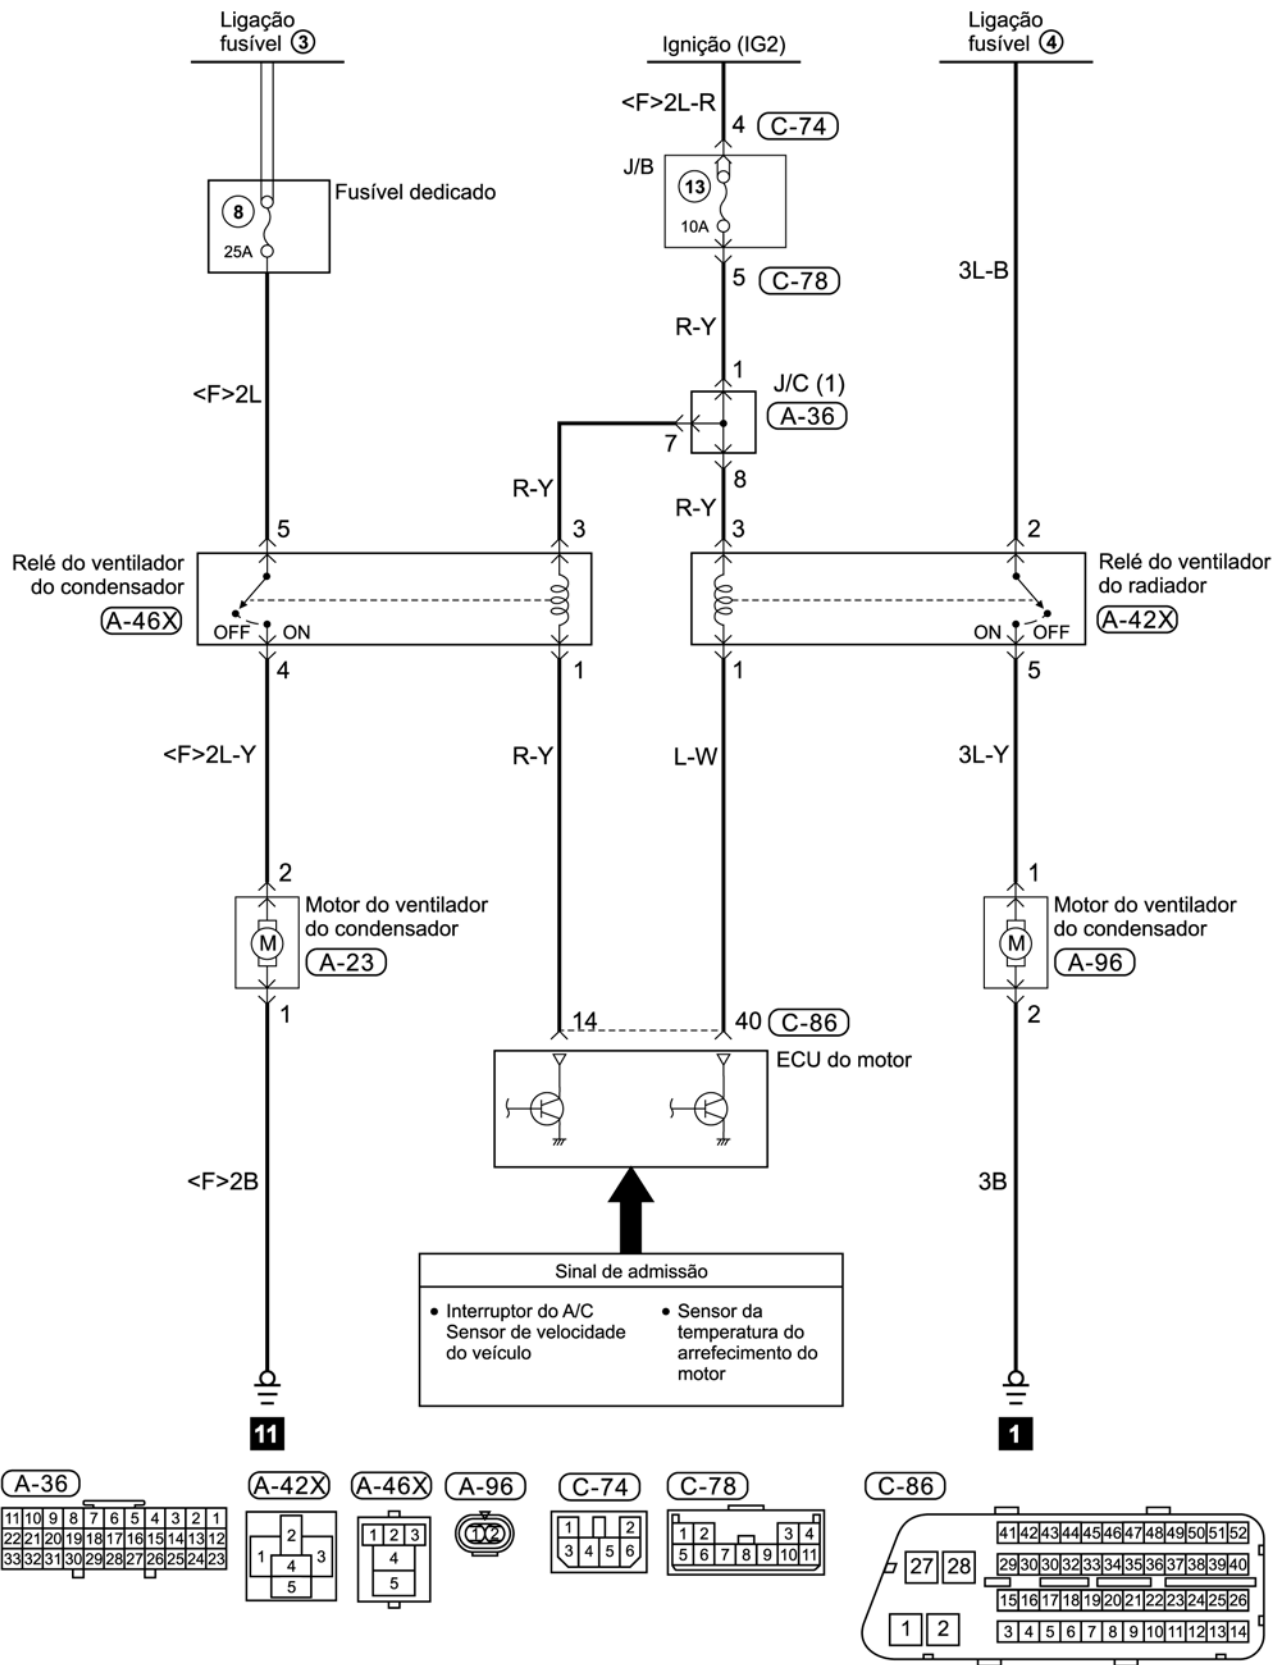 Ligação
fusível 3
Ignição (IG2)
Ligação
fusível 4
<F>2L-R
4 C-74
J/B
13
10A
Fusível dedicado
8
25A
5 C-78
3L-B
R-Y
1
J/C (1)
A-36
<F>2L
7
8
R-Y
R-Y
5
3
3
2
Relé do ventilador
do condensador
A-46X
OFF ON
Relé do ventilador
do radiador
A-42X
ON OFF
4
1
1
5
<F>2L-Y
R-Y
L-W
3L-Y
2
1
Motor do ventilador
do condensador
A-23
M
Motor do ventilador
do condensador
A-96
M
1
2
14
40 C-86
ECU do motor
<F>2B
3B
Sinal de admissão
• Interruptor do A/C
Sensor de velocidade
do veículo
• Sensor da
temperatura do
arrefecimento do
motor
11
1
A-36
11 10 9 8 7 6 5 4 3 2 1
22 21 20 19 18 17 16 15 14 13 12
33 32 31 30 29 28 27 26 25 24 23
A-42X
2
1 3
4
5
A-46X
1 2 3
4
5
A-96
1 2
C-74
1 2
3 4 5 6
C-78
1 2 3 4
5 6 7 8 9 10 11
C-86
41 42 43 44 45 46 47 48 49 50 51 52
27 28
29 30 30 32 33 34 35 36 37 38 39 40
15 16 17 18 19 20 21 22 23 24 25 26
1 2
3 4 5 6 7 8 9 10 11 12 13 14